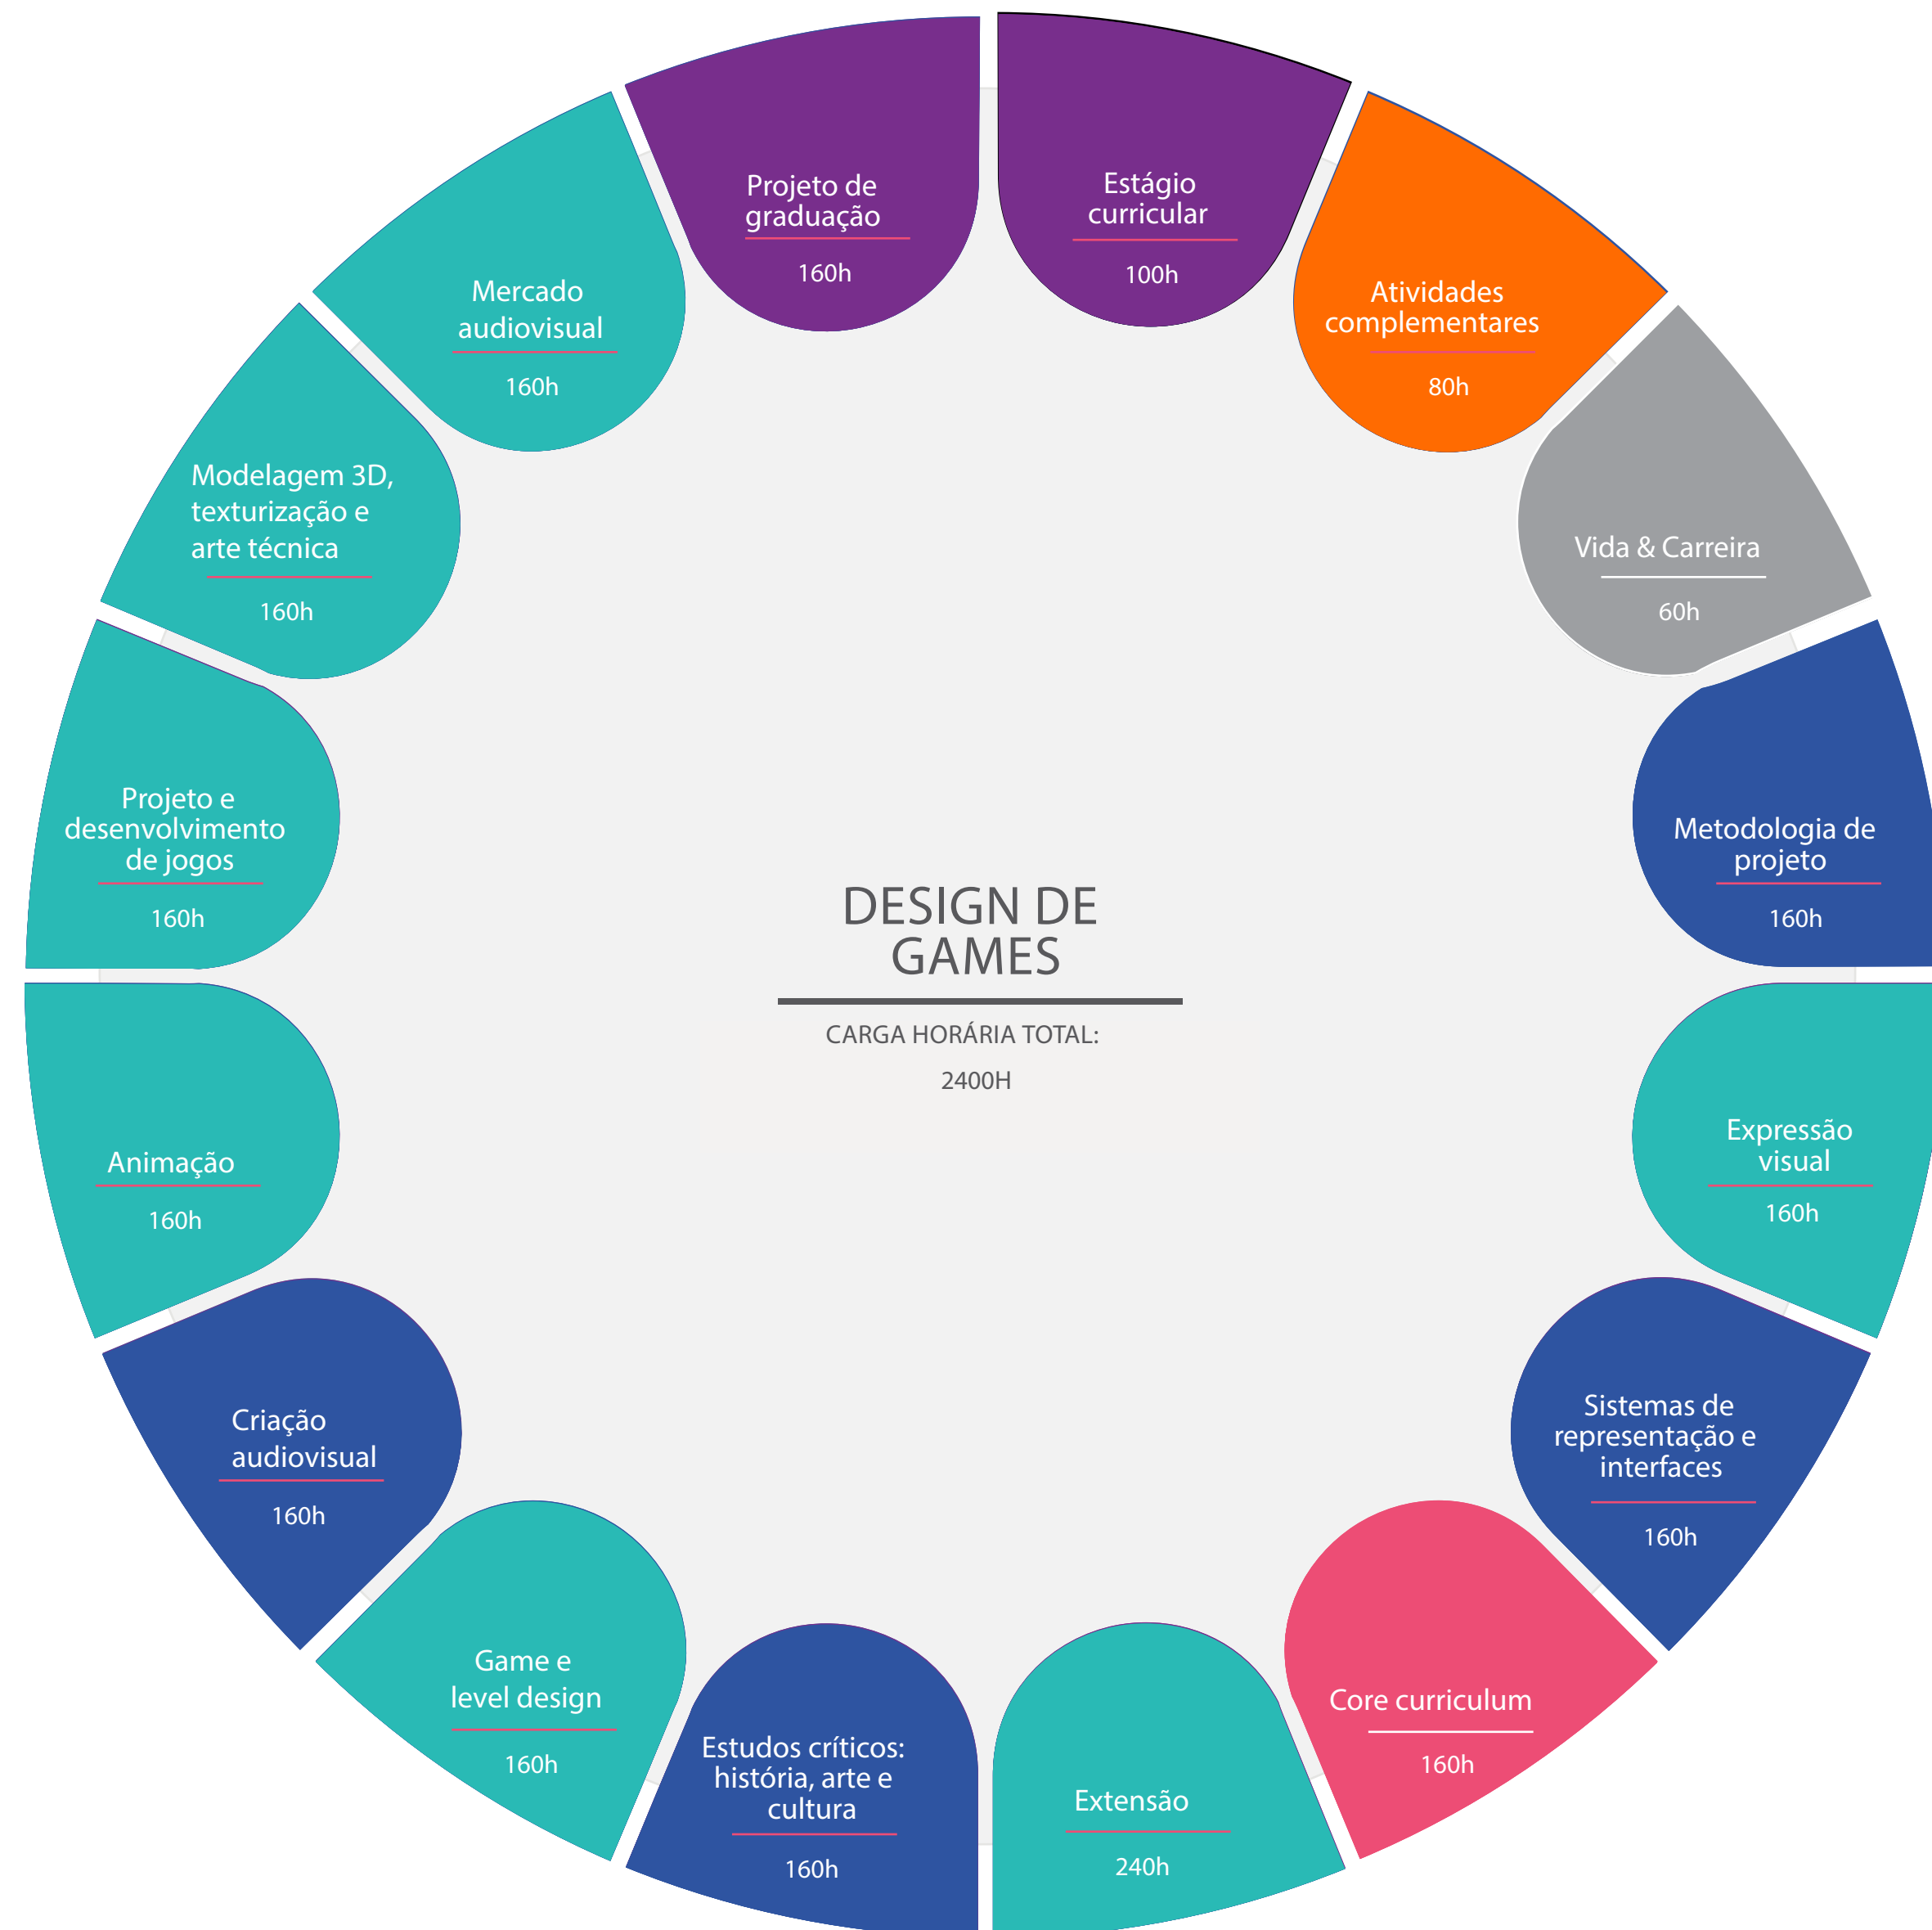 DESIGN DE
GAMES
CARGA HORÁRIA TOTAL:
2400H
Estágio
curricular
100h
Atividades
complementares
80h
Vida & Carreira
60h
Metodologia de
projeto
160h
Expressão
visual
160h
Sistemas de
representação e
interfaces
160h
Core curriculum
160h
Extensão
240h
Estudos críticos:
história, arte e
cultura
160h
Game e
level design
160h
Criação
audiovisual
160h
Animação
160h
Projeto e
desenvolvimento
de jogos
160h
Modelagem 3D,
texturização e
arte técnica
160h
Mercado
audiovisual
160h
Projeto de
graduação
160h